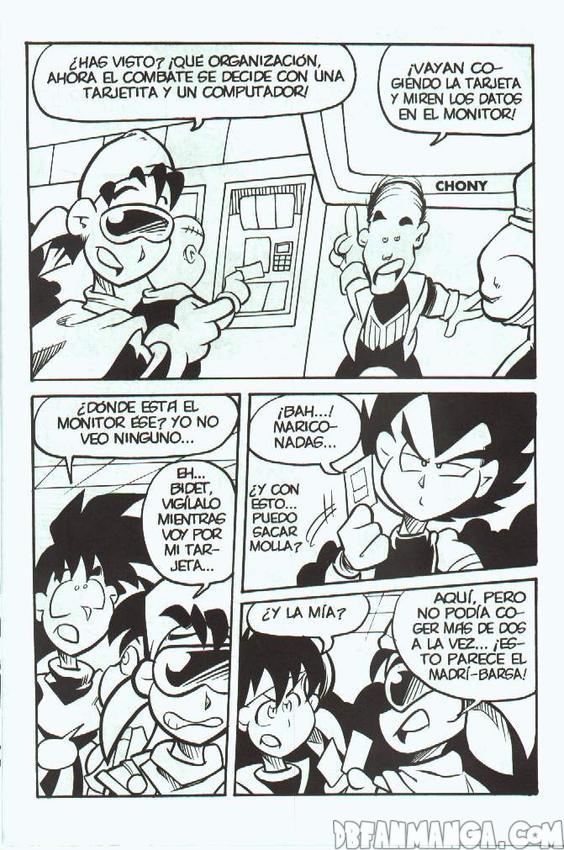 ¿HAS VISTO? ¡QUÉ ORGANIZACIÓN,
AHORA EL COMBATE SE DECIDE CON UNA
TARJETITA Y UN COMPUTADOR!
¡VAYAN CO-
GIENDO LA TARJETA
Y MIREN LOS DATOS
EN EL MONITOR!
CHONY
¿DÓNDE ESTÁ EL
MONITOR ESE? YO NO
VEO NINGUNO...
EH...
BIDET,
VIGÍLALO
MIENTRAS
VOY POR
MI TAR-
JETA...
¡BAH...!
MARICO-
NADAS...
¿Y CON
ESTO...
PUEDO
SACAR
MOLLA?
¿Y LA MÍA?
AQUÍ, PERO
NO PODÍA CO-
GER MAS DE DOS
A LA VEZ... ¡ES-
TO PARECE EL
MADRÍ-BARSA!
DBFANMANGA.COM